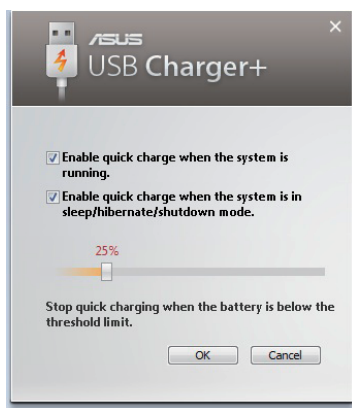 ASUS
USB Charger+
Enable quick charge when the system is
running.
Enable quick charge when the system is in
sleep/hibernate/shutdown mode.
25%
Stop quick charging when the battery is below the
threshold limit.
OK Cancel